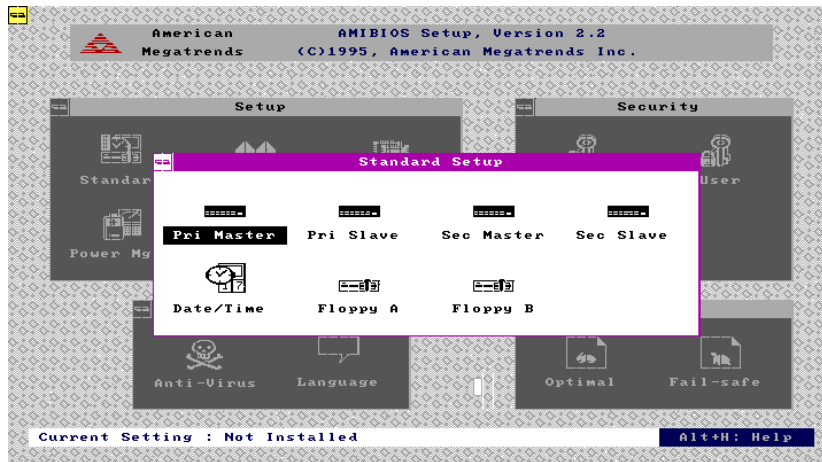 American AMIBIOS Setup, Version 2.2
Megatrends (C)1995, American Megatrends Inc.
Setup Security
Standard Setup
Standar User
Pri Master Pri Slave Sec Master Sec Slave
Power Mg
Date/Time Floppy A Floppy B
Anti-Virus Language Optimal Fail-safe
Current Setting : Not Installed Alt+H: Help